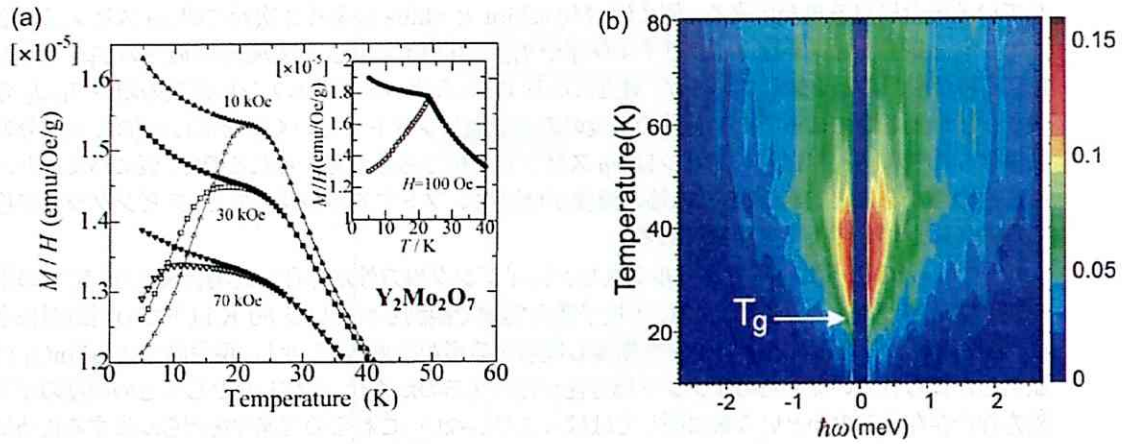 (a)
[×10⁻⁵]
1.6
1.5
1.4
1.3
1.2
M / H (emu/Oe/g)
10 kOe
30 kOe
70 kOe
Y₂Mo₂O₇
0 10 20 30 40 50 60
Temperature (K)
[×10⁻⁵]
1.8
1.6
1.4
1.2
1
M/H(emu/Oe/g)
H=100 Oe
0 10 20 30 40
T / K
(b)
80
60
40
20
Temperature(K)
T_g
-2 0 2
ħω(meV)
0.15
0.1
0.05
0